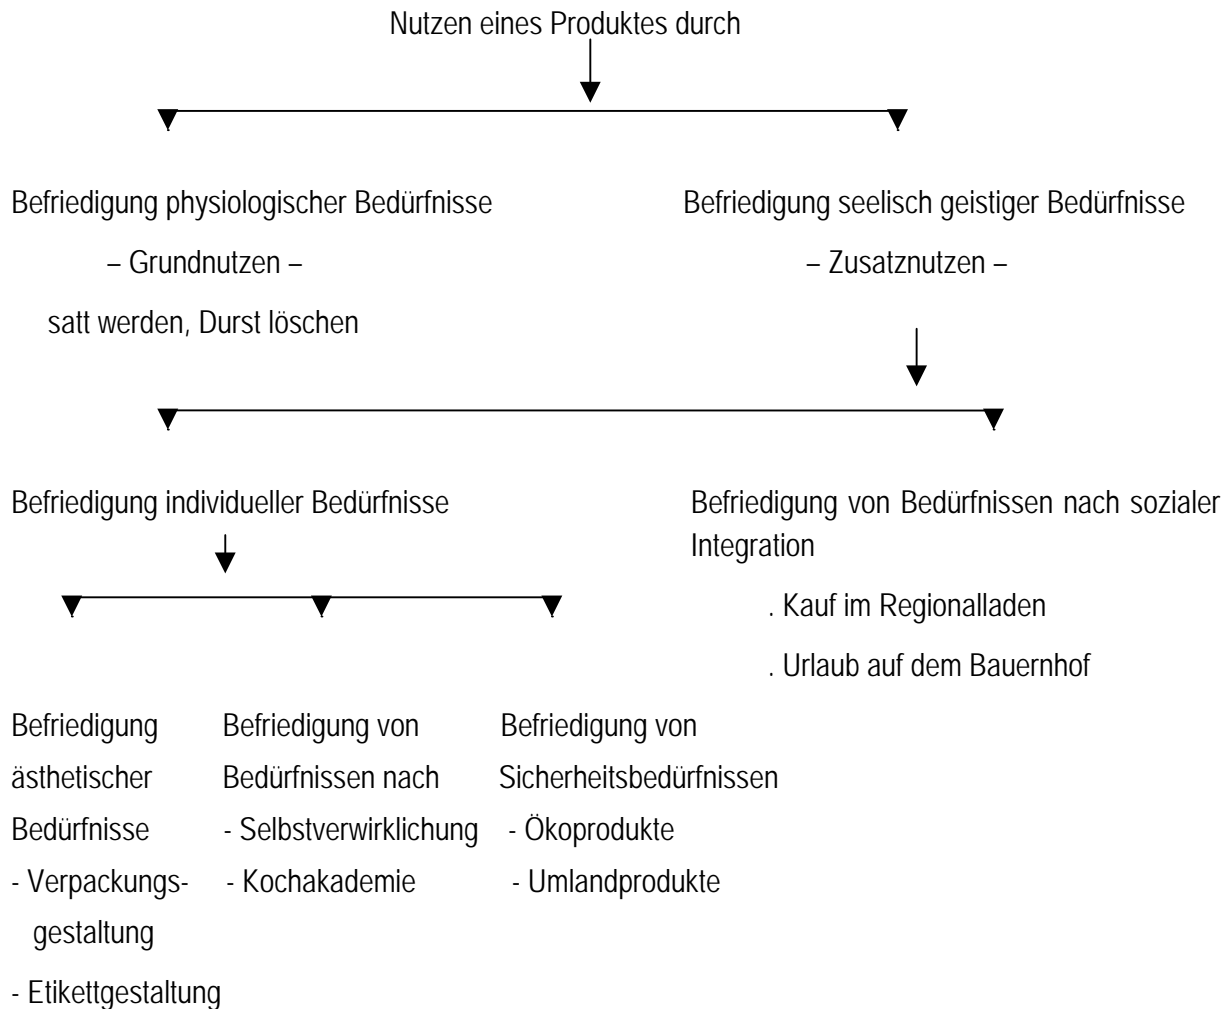 Nutzen eines Produktes durch
Befriedigung physiologischer Bedürfnisse
– Grundnutzen –
satt werden, Durst löschen
Befriedigung seelisch geistiger Bedürfnisse
– Zusatznutzen –
Befriedigung individueller Bedürfnisse
Befriedigung von Bedürfnissen nach sozialer
Integration
. Kauf im Regionalladen
. Urlaub auf dem Bauernhof
Befriedigung
ästhetischer
Bedürfnisse
- Verpackungs-
gestaltung
- Etikettgestaltung
Befriedigung von
Bedürfnissen nach
- Selbstverwirklichung
- Kochakademie
Befriedigung von
Sicherheitsbedürfnissen
- Ökoprodukte
- Umlandprodukte